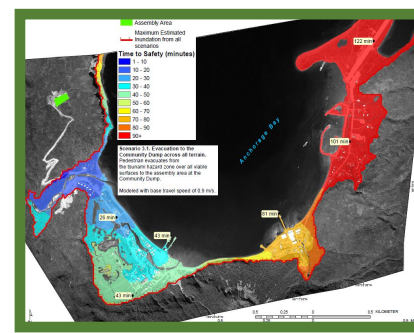 Assembly Area
Maximum Estimated
Inundation from all
scenarios
Time to Safety (minutes)
1 - 10
10 - 20
20 - 30
30 - 40
40 - 50
50 - 60
60 - 70
70 - 80
80 - 90
90+
Scenario 3.1. Evacuation to the
Community Dump across all terrain.
Pedestrian evacuates from
the tsunami hazard zone over all viable
surfaces to the assembly area at the
Community Dump.
Modeled with base travel speed of 0.9 m/s.
122 min
Anchorage Bay
101 min
26 min
43 min
61 min
43 min
0.5
0
0.5 KILOMETER